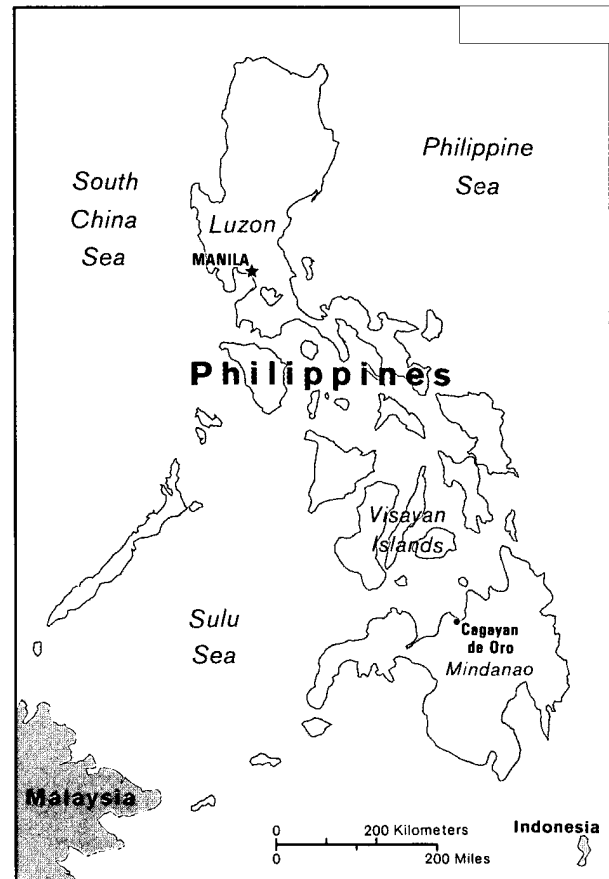 Philippine
Sea
South
China
Sea
Luzon
MANILA
Philippines
Visayan
Islands
Sulu
Sea
Cagayan
de Oro
Mindanao
Malaysia
0 200 Kilometers
0 200 Miles
Indonesia